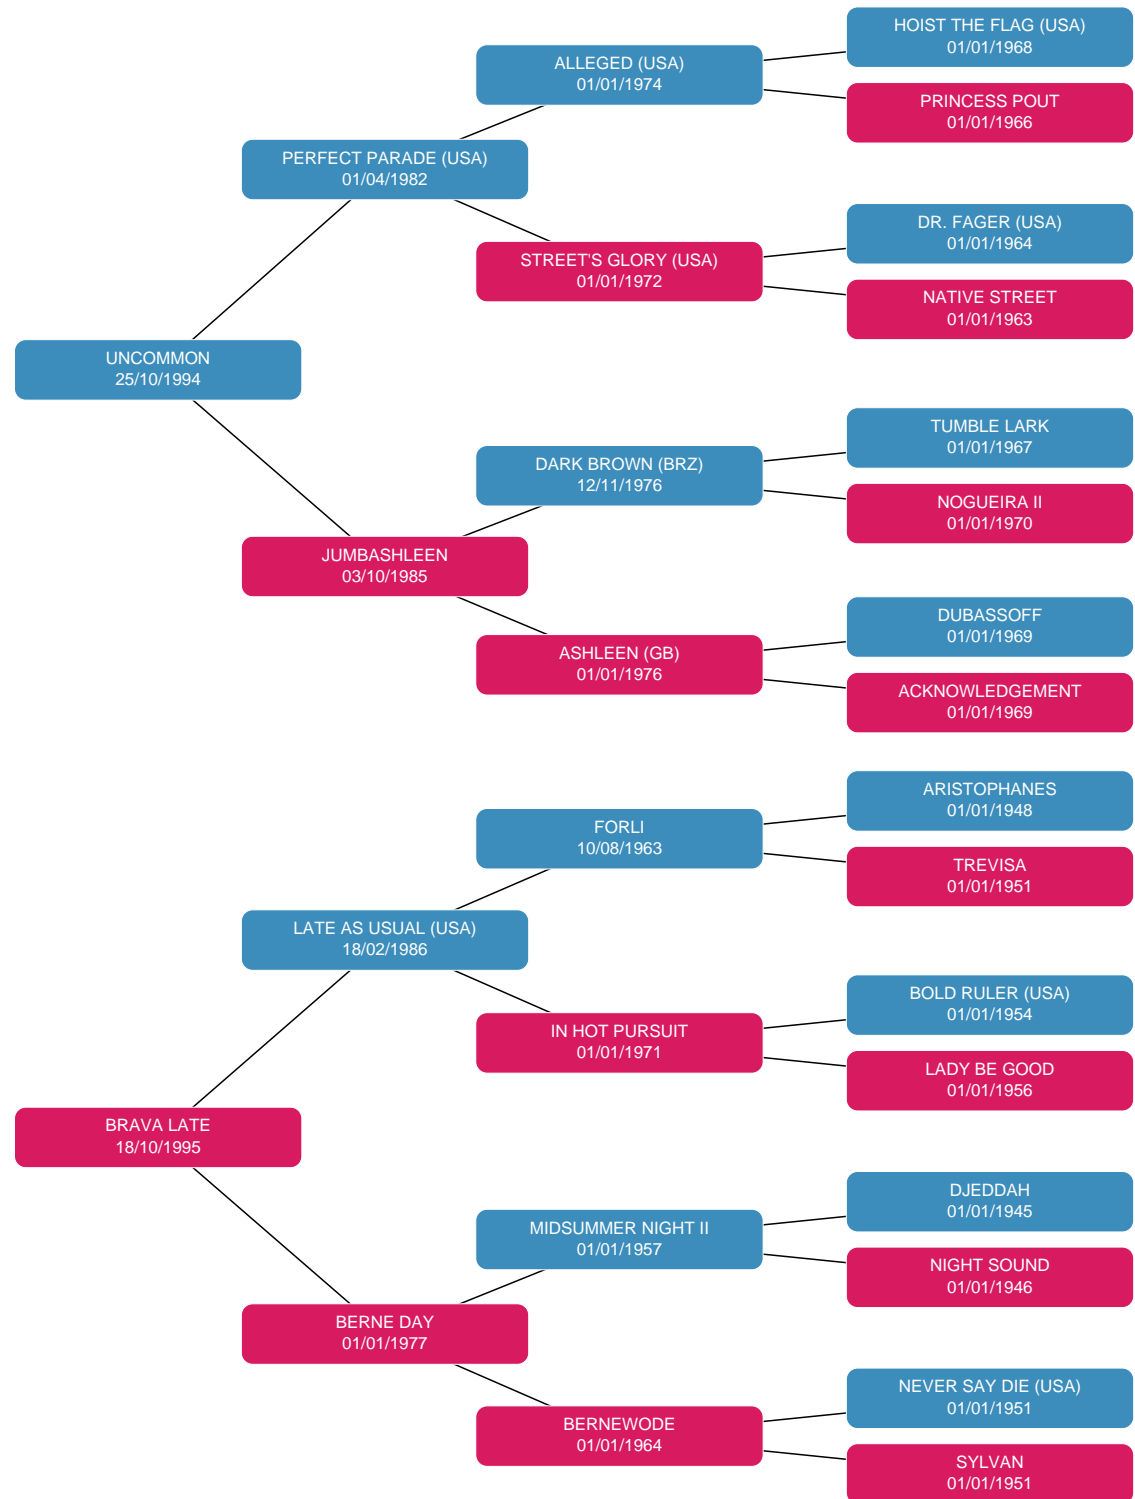 HOIST THE FLAG (USA)
01/01/1968
ALLEGED (USA)
01/01/1974
PRINCESS POUT
01/01/1966
PERFECT PARADE (USA)
01/04/1982
DR. FAGER (USA)
01/01/1964
STREET'S GLORY (USA)
01/01/1972
NATIVE STREET
01/01/1963
UNCOMMON
25/10/1994
TUMBLE LARK
01/01/1967
DARK BROWN (BRZ)
12/11/1976
NOGUEIRA II
01/01/1970
JUMBASHLEEN
03/10/1985
DUBASSOFF
01/01/1969
ASHLEEN (GB)
01/01/1976
ACKNOWLEDGEMENT
01/01/1969
ARISTOPHANES
01/01/1948
FORLI
10/08/1963
TREVISA
01/01/1951
LATE AS USUAL (USA)
18/02/1986
BOLD RULER (USA)
01/01/1954
IN HOT PURSUIT
01/01/1971
LADY BE GOOD
01/01/1956
BRAVA LATE
18/10/1995
DJEDDAH
01/01/1945
MIDSUMMER NIGHT II
01/01/1957
NIGHT SOUND
01/01/1946
BERNE DAY
01/01/1977
NEVER SAY DIE (USA)
01/01/1951
BERNEWODE
01/01/1964
SYLVAN
01/01/1951